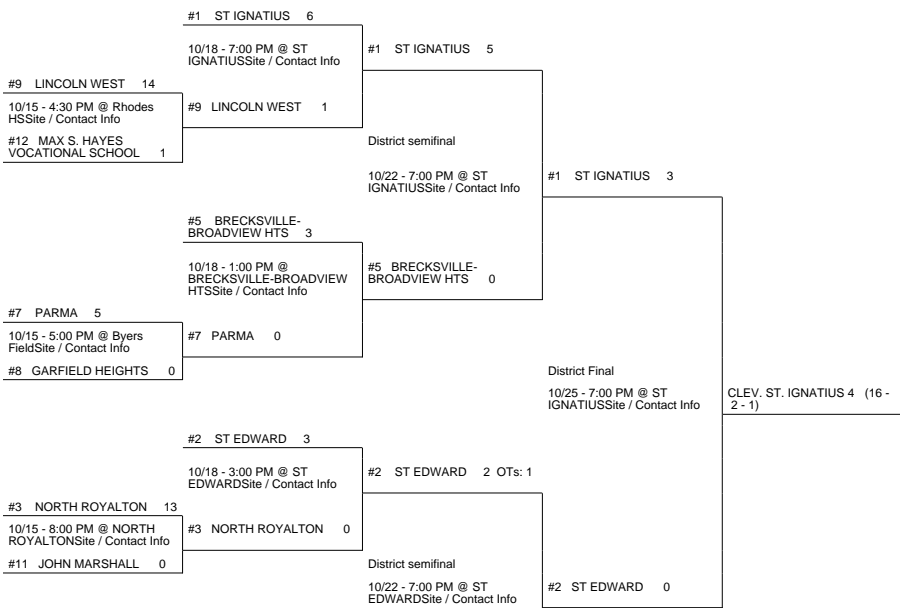 #1 ST IGNATIUS 6
10/18 - 7:00 PM @ ST
IGNATIUSSite / Contact Info
#1 ST IGNATIUS 5
#9 LINCOLN WEST 14
10/15 - 4:30 PM @ Rhodes
HSSite / Contact Info
#9 LINCOLN WEST 1
#12 MAX S. HAYES
VOCATIONAL SCHOOL 1
District semifinal
10/22 - 7:00 PM @ ST
IGNATIUSSite / Contact Info
#1 ST IGNATIUS 3
#5 BRECKSVILLE-
BROADVIEW HTS 3
10/18 - 1:00 PM @
BRECKSVILLE-BROADVIEW
HTSSite / Contact Info
#5 BRECKSVILLE-
BROADVIEW HTS 0
#7 PARMA 5
10/15 - 5:00 PM @ Byers
FieldSite / Contact Info
#7 PARMA 0
#8 GARFIELD HEIGHTS 0
District Final
10/25 - 7:00 PM @ ST
IGNATIUSSite / Contact Info
CLEV. ST. IGNATIUS 4 (16 -
2 - 1)
#2 ST EDWARD 3
10/18 - 3:00 PM @ ST
EDWARDSite / Contact Info
#2 ST EDWARD 2 OTs: 1
#3 NORTH ROYALTON 13
10/15 - 8:00 PM @ NORTH
ROYALTONSite / Contact Info
#3 NORTH ROYALTON 0
#11 JOHN MARSHALL 0
District semifinal
10/22 - 7:00 PM @ ST
EDWARDSite / Contact Info
#2 ST EDWARD 0